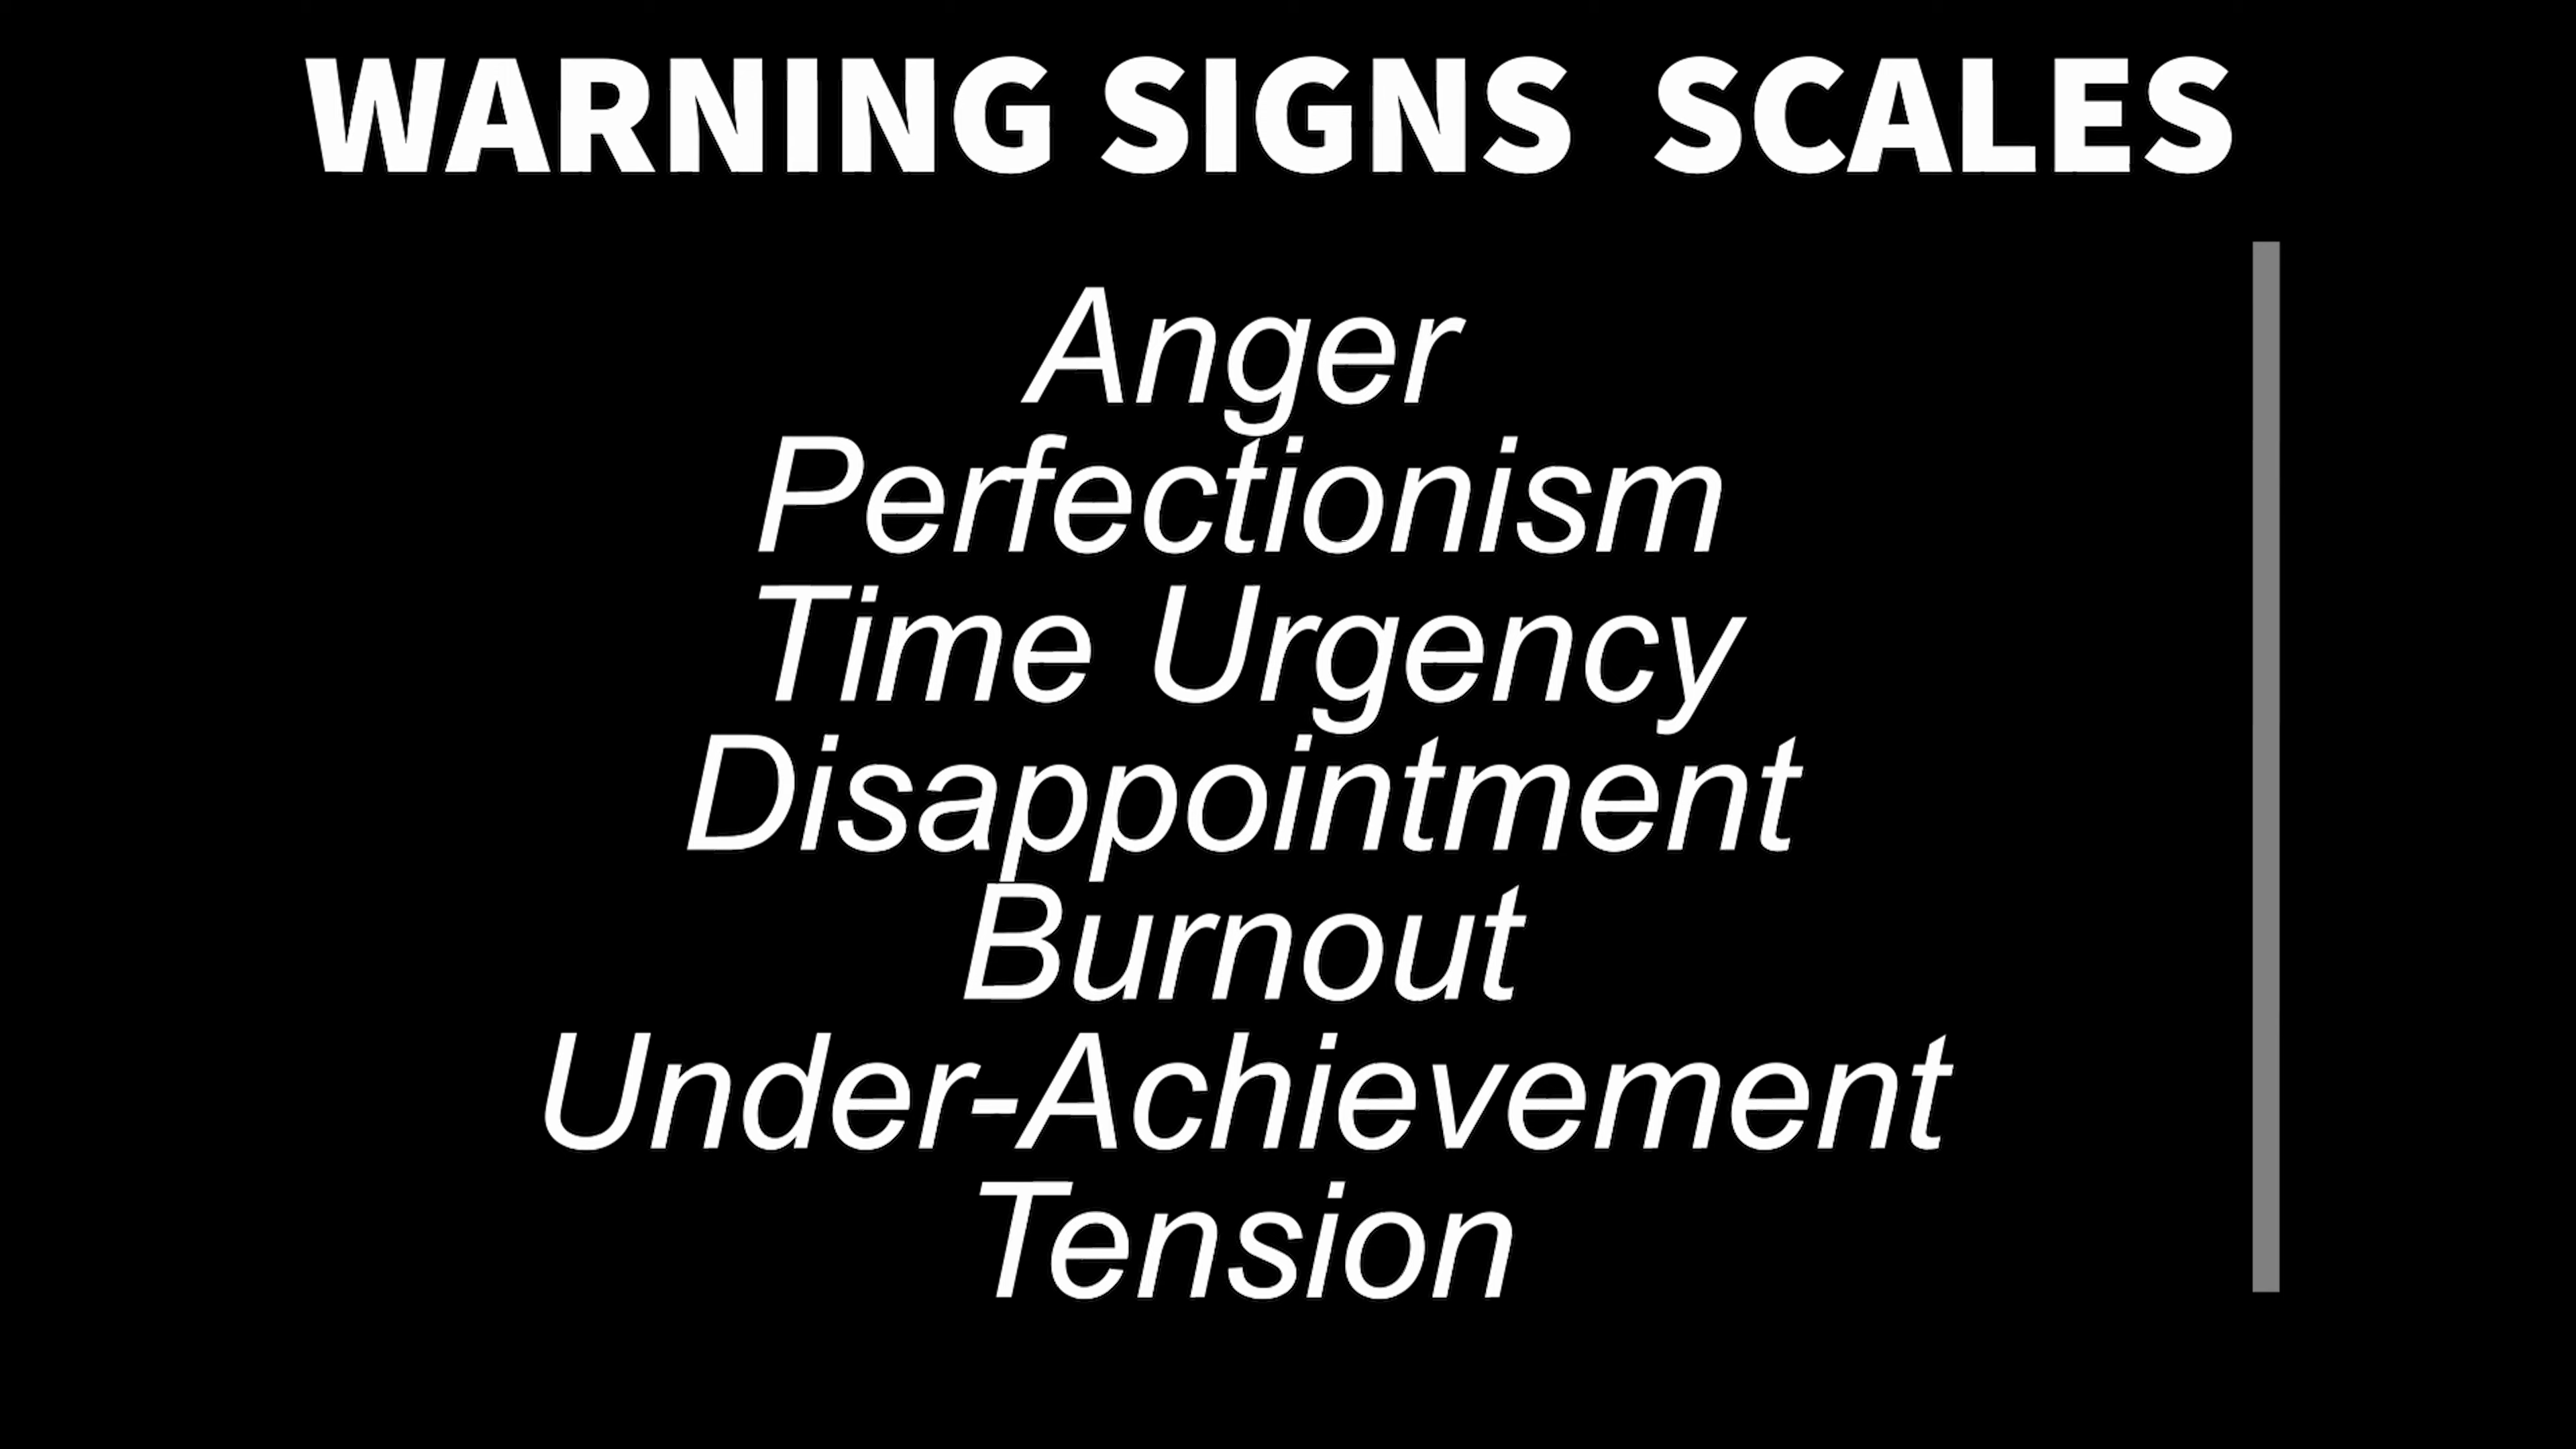 WARNING SIGNS SCALES
Anger
Perfectionism
Time Urgency
Disappointment
Burnout
Under-Achievement
Tension